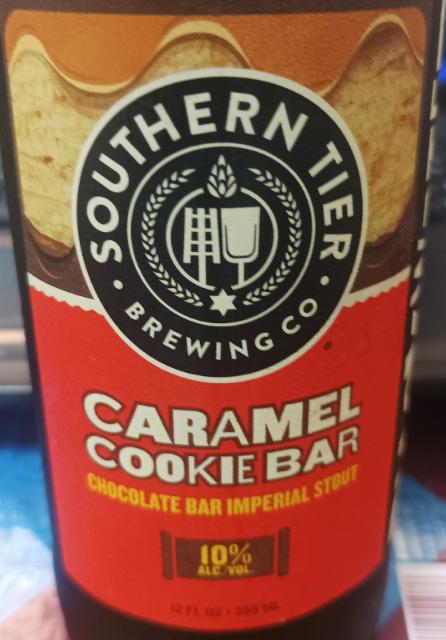 SOUTHERN TIER
• BREWING CO •
®
CARAMEL
COOKIE BAR
CHOCOLATE BAR IMPERIAL STOUT
10%
ALC./VOL.
12 FL OZ • 355 ML